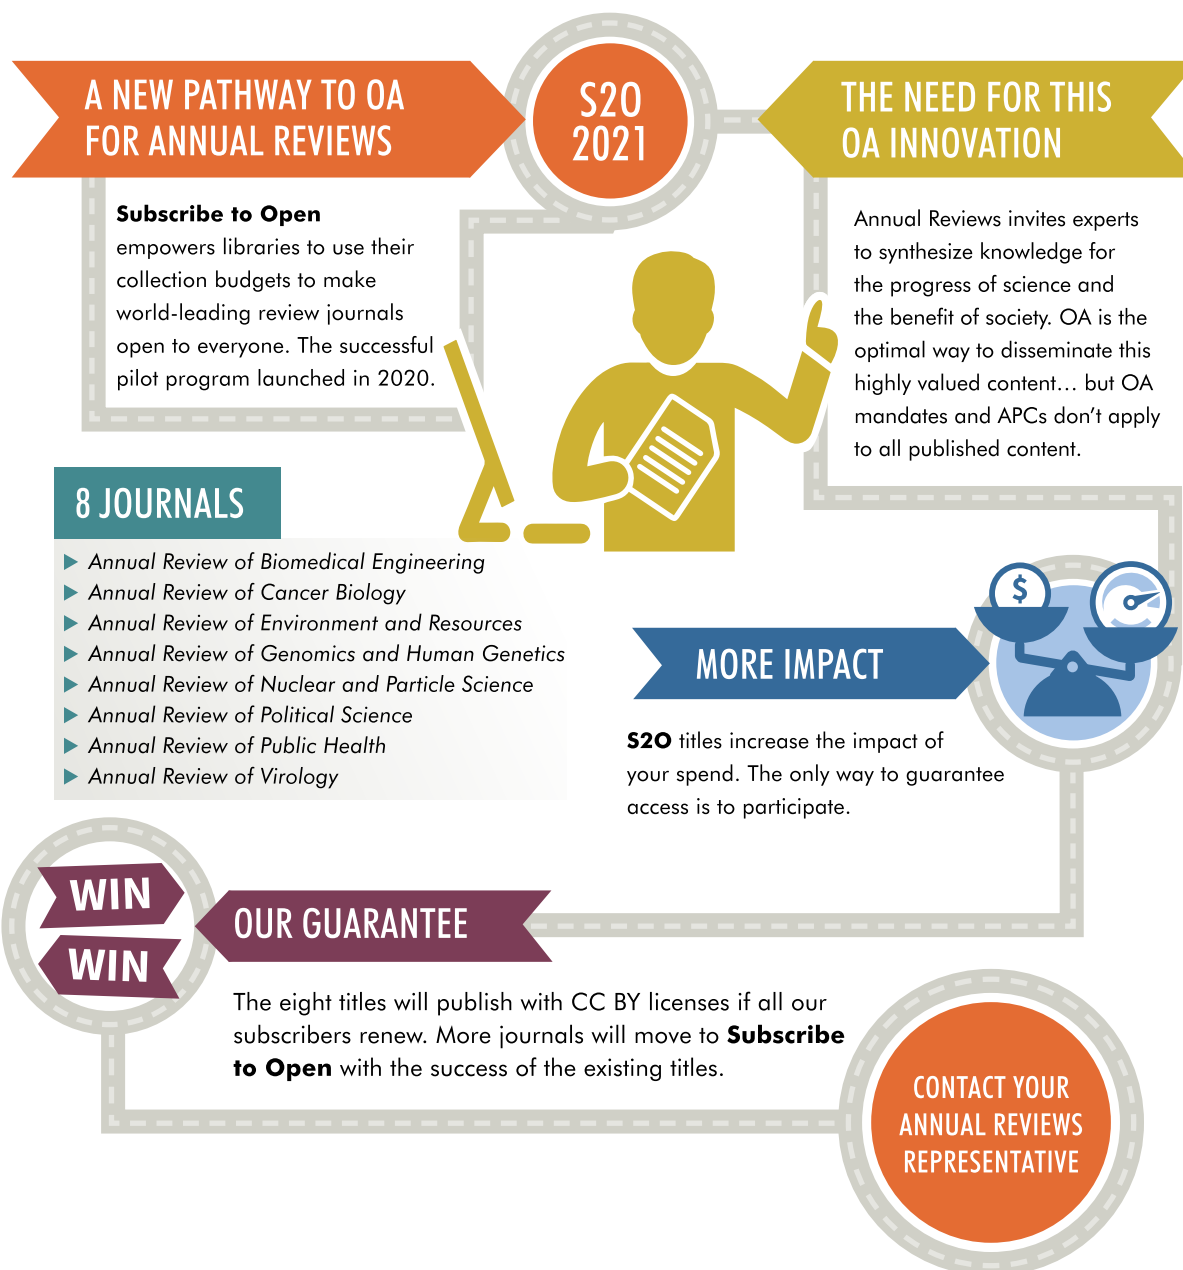 A NEW PATHWAY TO OA
FOR ANNUAL REVIEWS
S2O
2021
THE NEED FOR THIS
OA INNOVATION
Subscribe to Open
empowers libraries to use their
collection budgets to make
world-leading review journals
open to everyone. The successful
pilot program launched in 2020.
Annual Reviews invites experts
to synthesize knowledge for
the progress of science and
the benefit of society. OA is the
optimal way to disseminate this
highly valued content... but OA
mandates and APCs don't apply
to all published content.
8 JOURNALS
Annual Review of Biomedical Engineering
Annual Review of Cancer Biology
Annual Review of Environment and Resources
Annual Review of Genomics and Human Genetics
Annual Review of Nuclear and Particle Science
Annual Review of Political Science
Annual Review of Public Health
Annual Review of Virology
$
MORE IMPACT
S2O titles increase the impact of
your spend. The only way to guarantee
access is to participate.
WIN
WIN
OUR GUARANTEE
The eight titles will publish with CC BY licenses if all our
subscribers renew. More journals will move to Subscribe
to Open with the success of the existing titles.
CONTACT YOUR
ANNUAL REVIEWS
REPRESENTATIVE